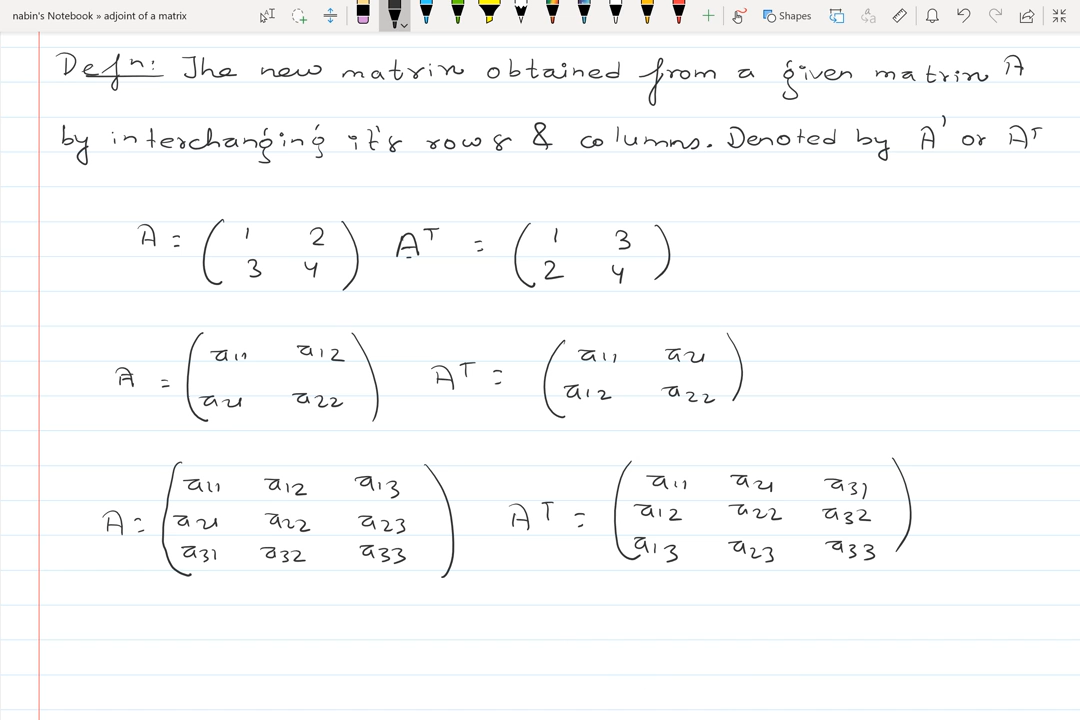 nabin's Notebook » adjoint of a matrix
Shapes
Defn: The new matrix obtained from a given matrix A
by interchanging it's rows & columns. Denoted by A' or Aᵀ
A = ( 1 2 Aᵀ = ( 1 3
3 4 ) 2 4 )
A = ( a11 a12 Aᵀ = ( a11 a21
a21 a22 ) a12 a22 )
A = ( a11 a12 a13 Aᵀ = ( a11 a21 a31
a21 a22 a23 a12 a22 a32
a31 a32 a33 ) a13 a23 a33 )